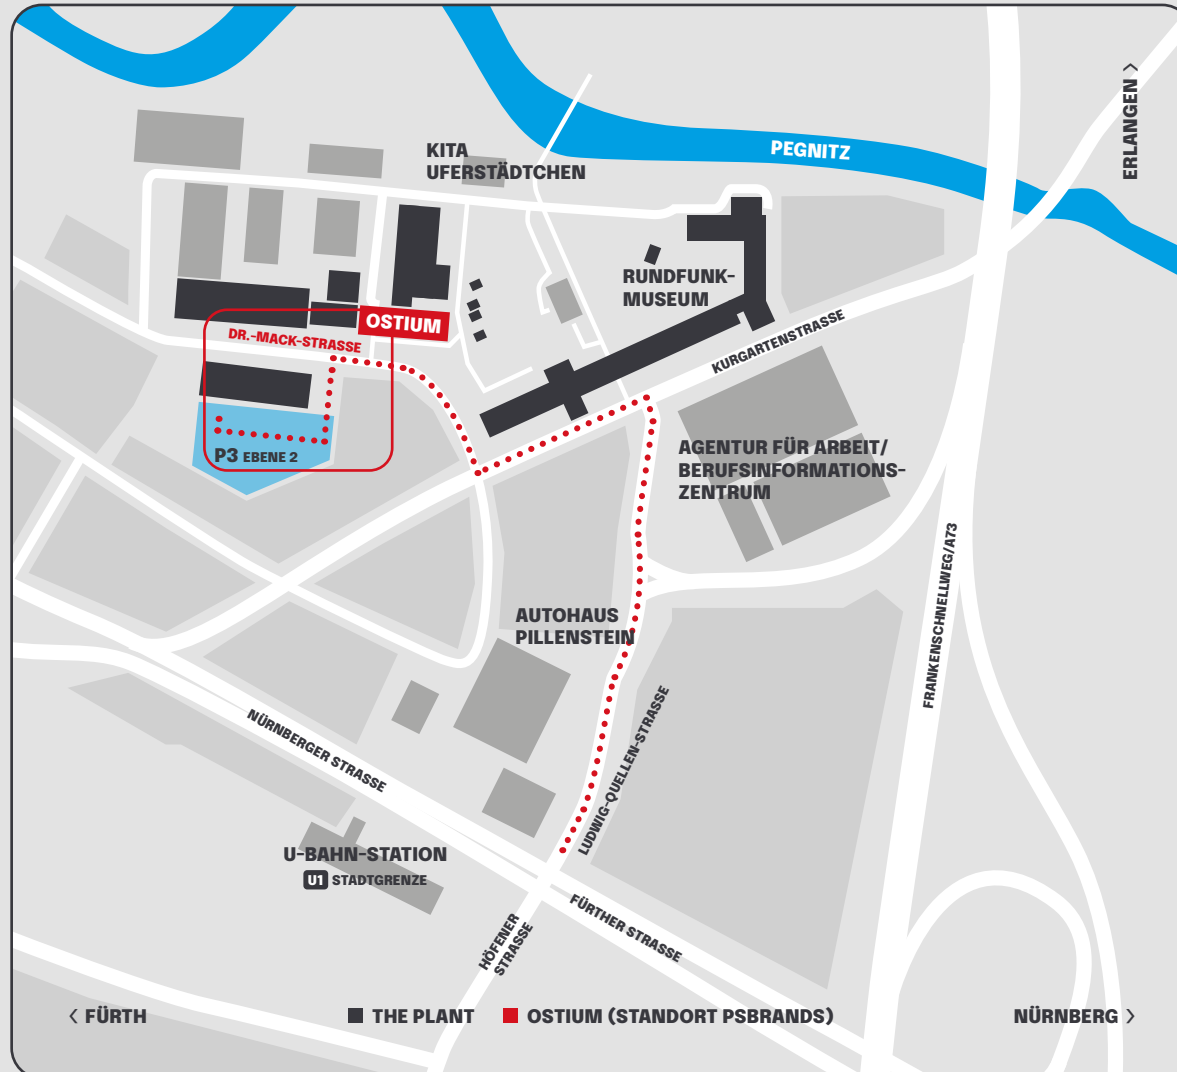 ERLANGEN >
PEGNITZ
KITA
UFERSTÄDTCHEN
RUNDFUNK-
MUSEUM
OSTIUM
DR.-MACK-STRASSE
KURGARTENSTRASSE
P3 EBENE 2
AGENTUR FÜR ARBEIT/
BERUFSINFORMATIONS-
ZENTRUM
FRANKENSCHNELLWEG/A73
AUTOHAUS
PILLENSTEIN
LUDWIG-QUELLEN-STRASSE
NÜRNBERGER STRASSE
U-BAHN-STATION
U1 STADTGRENZE
FÜRTHER STRASSE
HÖFENER
STRASSE
< FÜRTH
THE PLANT
OSTIUM (STANDORT PSBRANDS)
NÜRNBERG >